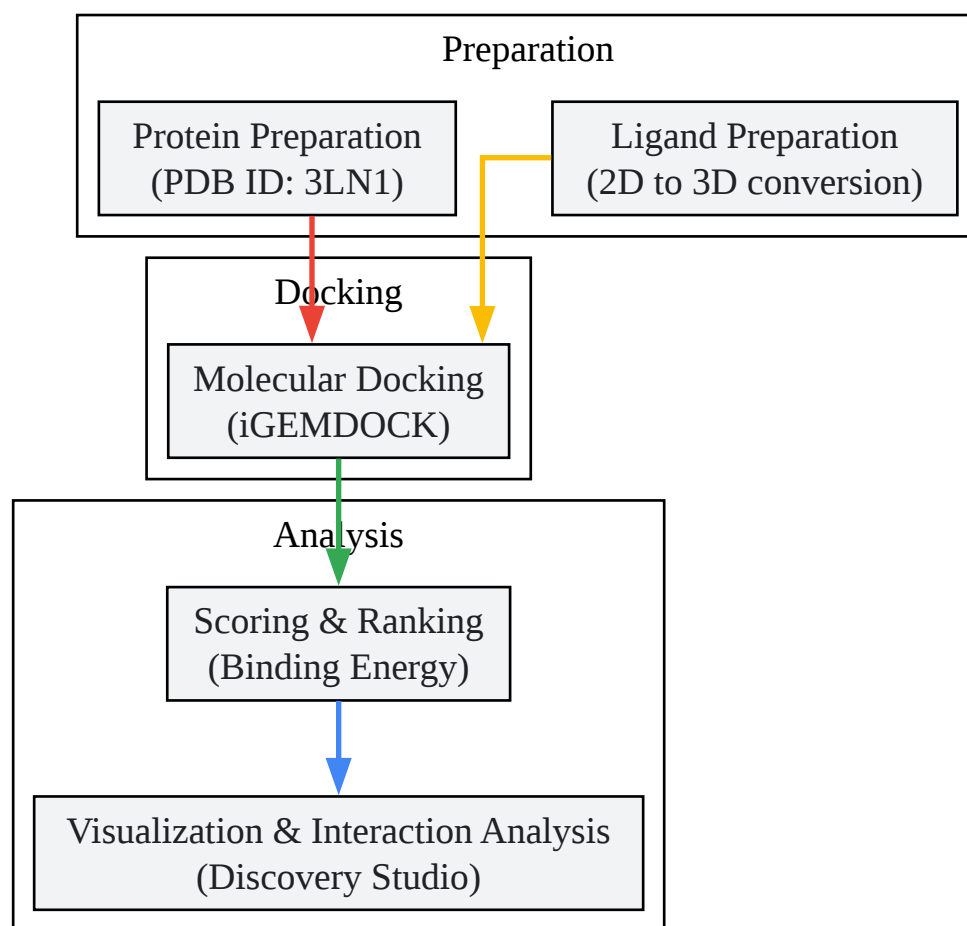 Preparation
Protein Preparation
(PDB ID: 3LN1)
Ligand Preparation
(2D to 3D conversion)
Docking
Molecular Docking
(iGEMDOCK)
Analysis
Scoring & Ranking
(Binding Energy)
Visualization & Interaction Analysis
(Discovery Studio)